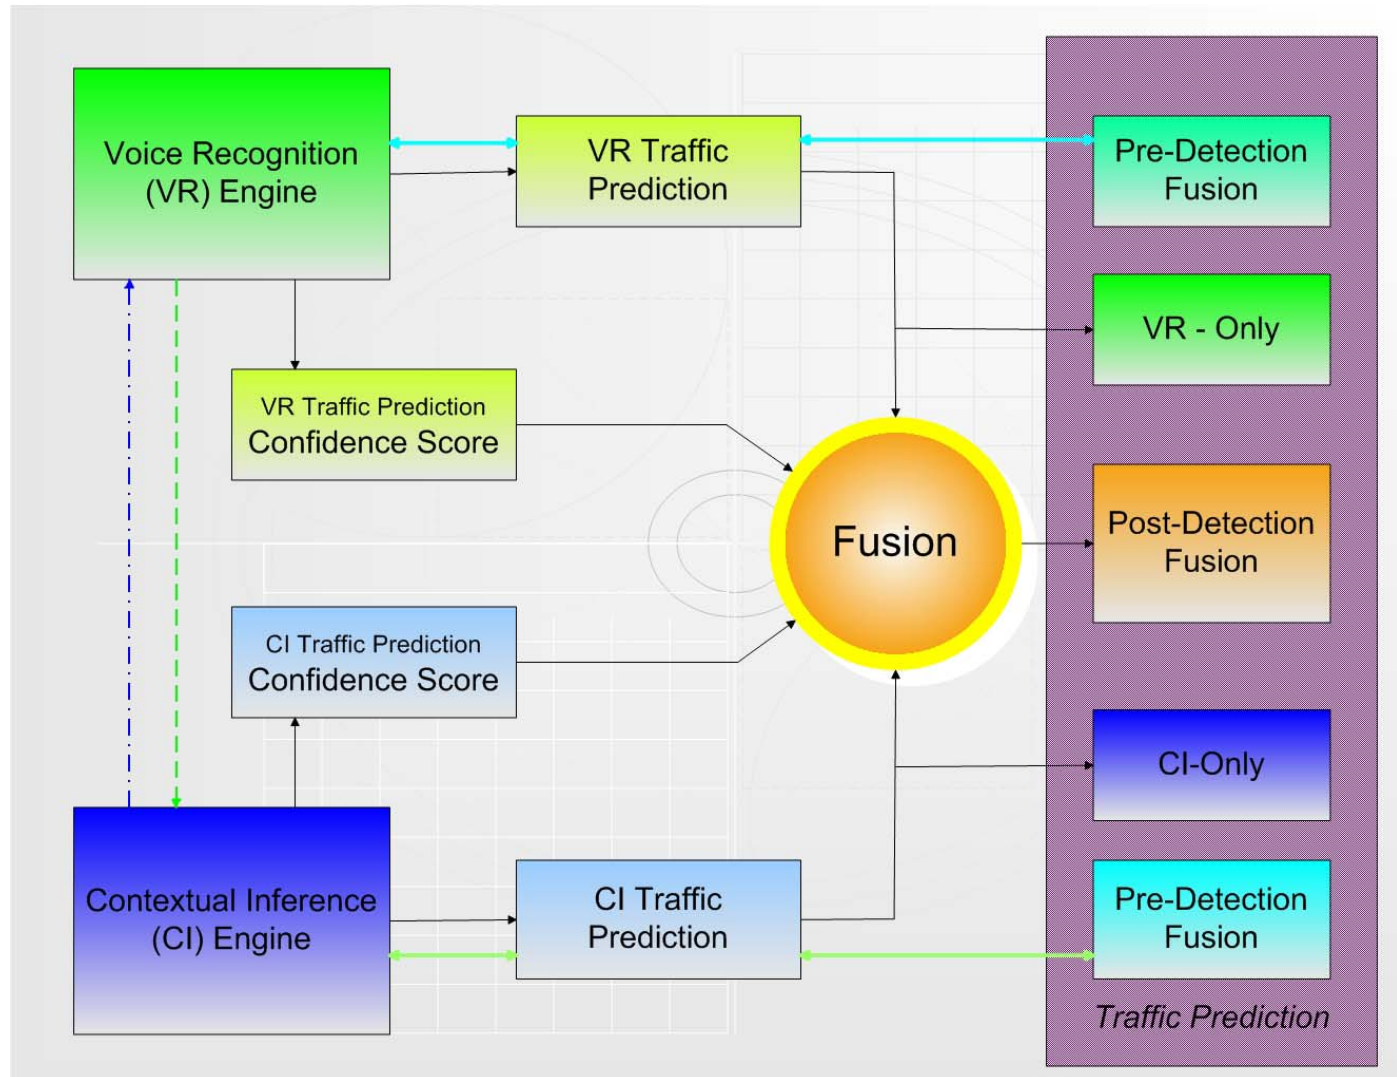 Voice Recognition
(VR) Engine
VR Traffic
Prediction
Pre-Detection
Fusion
VR - Only
VR Traffic Prediction
Confidence Score
Fusion
Post-Detection
Fusion
CI Traffic Prediction
Confidence Score
CI-Only
Contextual Inference
(CI) Engine
CI Traffic
Prediction
Pre-Detection
Fusion
Traffic Prediction